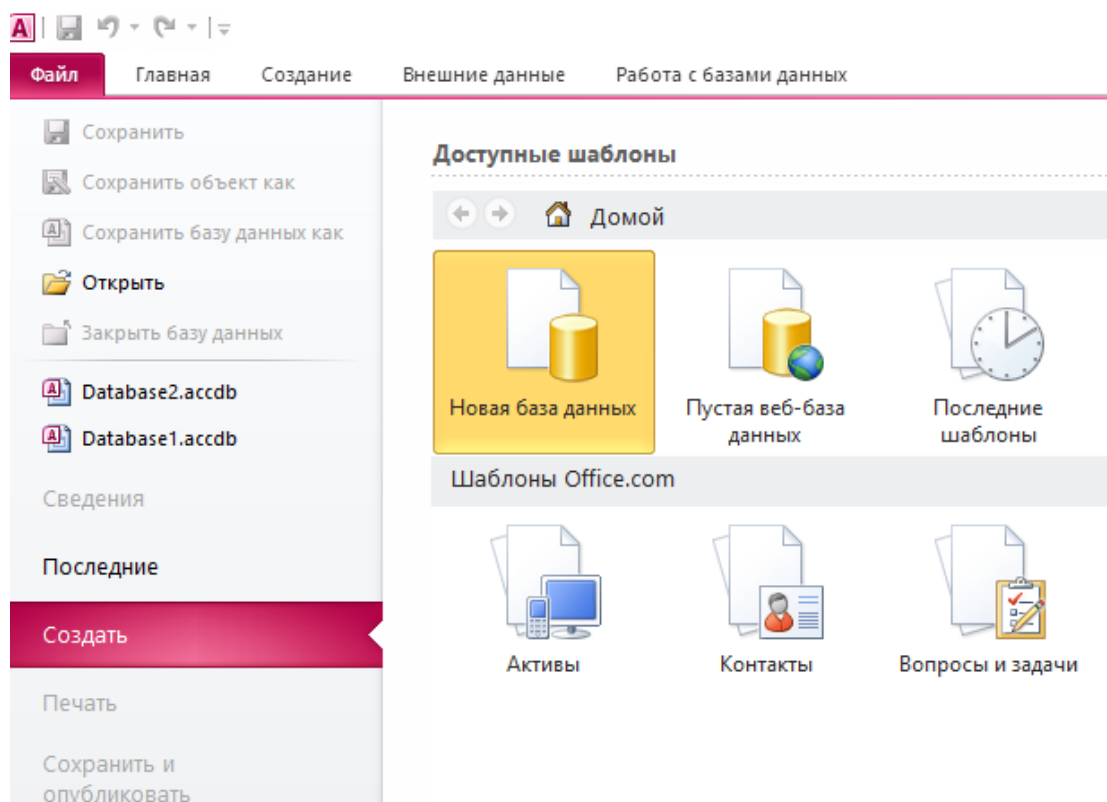 A
Файл Главная Создание Внешние данные Работа с базами данных
Сохранить
Сохранить объект как
Сохранить базу данных как
Открыть
Закрыть базу данных
Database2.accdb
Database1.accdb
Сведения
Последние
Создать
Печать
Сохранить и
опубликовать
Доступные шаблоны
Домой
Новая база данных
Пустая веб-база
данных
Последние
шаблоны
Шаблоны Office.com
Активы
Контакты
Вопросы и задачи